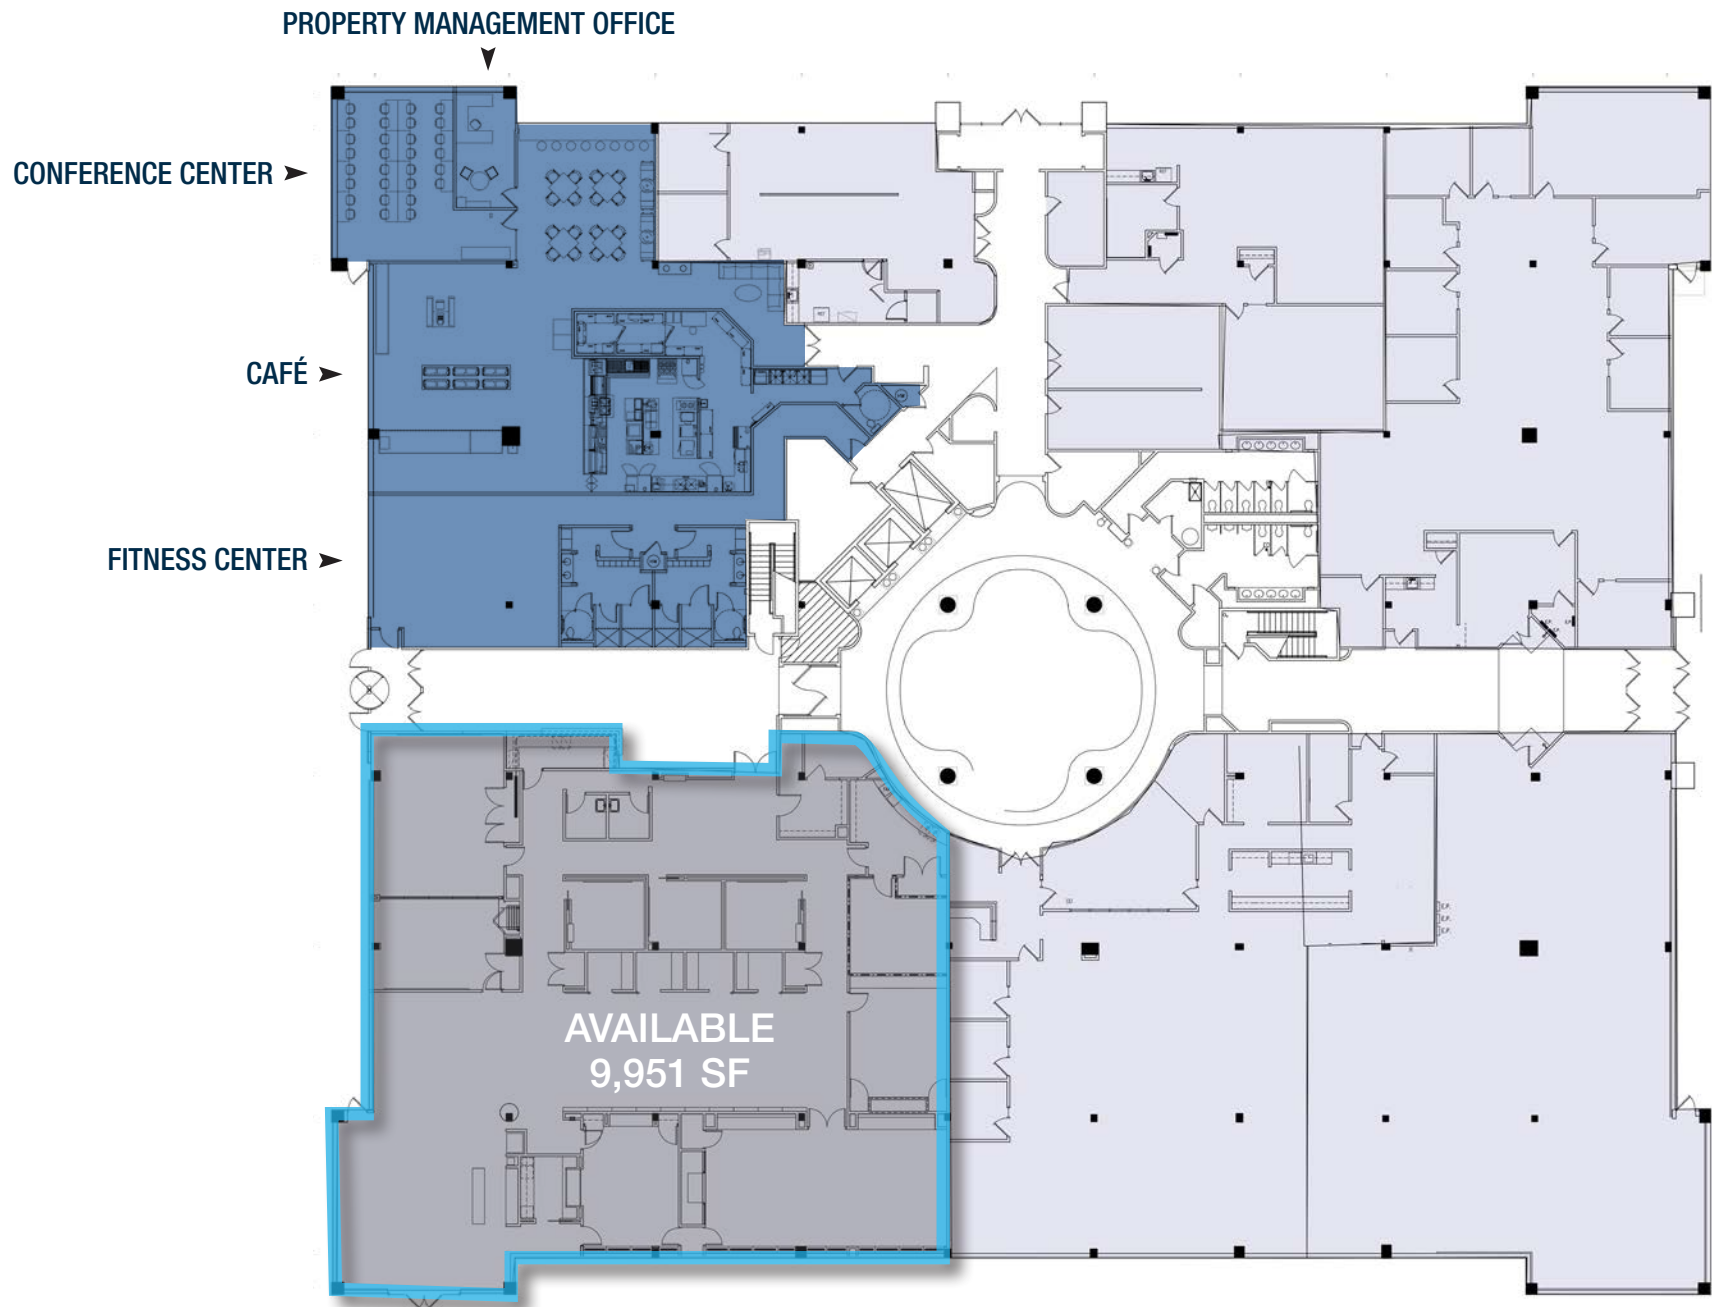 PROPERTY MANAGEMENT OFFICE
CONFERENCE CENTER
CAFÉ
FITNESS CENTER
AVAILABLE
9,951 SF
E.P.
E.P.
E.P.